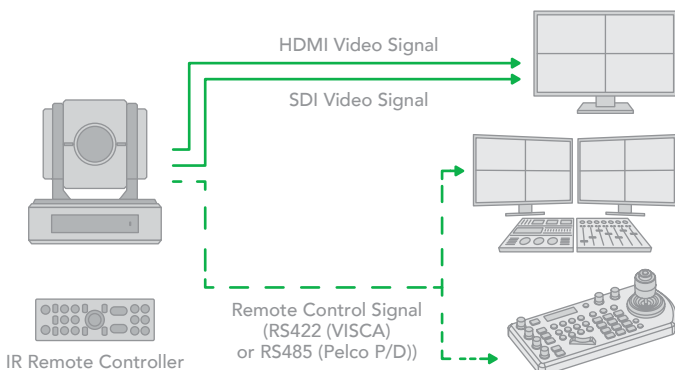 HDMI Video Signal
SDI Video Signal
Remote Control Signal
(RS422 (VISCA)
or RS485 (Pelco P/D))
IR Remote Controller